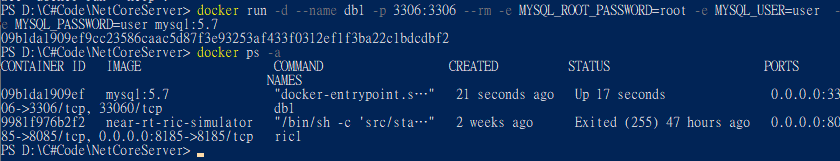 PS D:\C#Code\NetCoreServer> docker run -d --name db1 -p 3306:3306 --rm -e MYSQL_ROOT_PASSWORD=root -e MYSQL_USER=user -
e MYSQL_PASSWORD=user mysql:5.7
09b1da1909ef9cc23586caac5d87f3e93253af433f0312ef1f3ba22c1bdcdbf2
PS D:\C#Code\NetCoreServer> docker ps -a
CONTAINER ID IMAGE COMMAND CREATED STATUS PORTS
NAMES
09b1da1909ef mysql:5.7 "docker-entrypoint.s…" 21 seconds ago Up 17 seconds 0.0.0.0:33
06->3306/tcp, 33060/tcp db1
9981f976b2f2 near-rt-ric-simulator "/bin/sh -c 'src/sta…" 2 weeks ago Exited (255) 47 hours ago 0.0.0.0:80
85->8085/tcp, 0.0.0.0:8185->8185/tcp ric1
PS D:\C#Code\NetCoreServer>